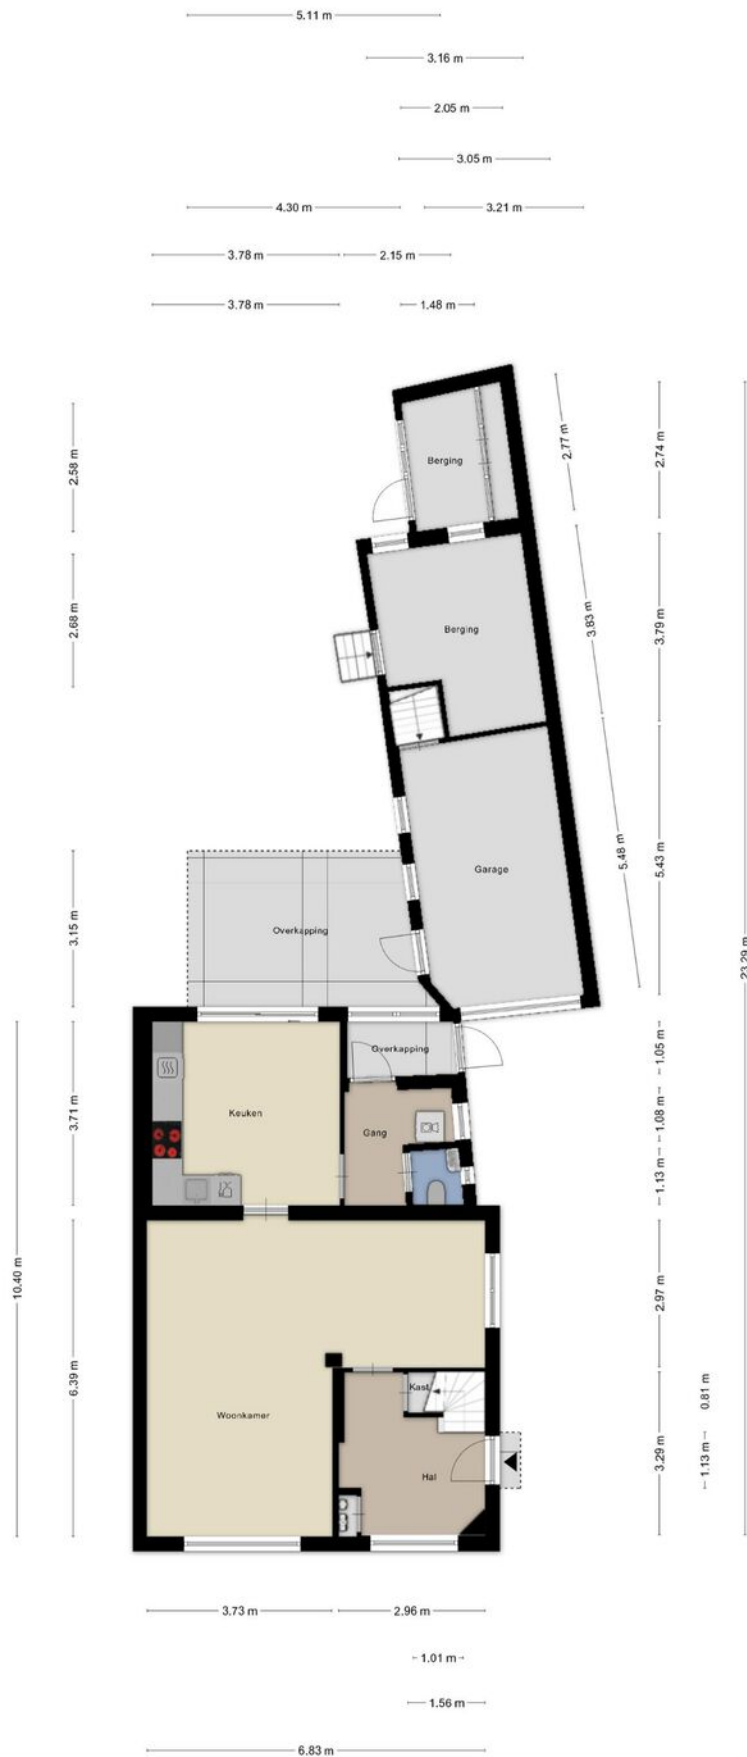 5.11 m
3.16 m
2.05 m
3.05 m
4.30 m
3.21 m
3.78 m
2.15 m
3.78 m
1.48 m
2.58 m
2.77 m
2.74 m
Berging
2.68 m
Berging
3.83 m
3.79 m
3.15 m
Garage
5.48 m
5.43 m
Overkapping
23.29 m
Overkapping
1.05 m
3.71 m
Keuken
Gang
1.08 m
1.13 m
10.40 m
2.97 m
6.39 m
Kast
Woonkamer
Hal
3.29 m
0.81 m
1.13 m
3.73 m
2.96 m
1.01 m
1.56 m
6.83 m